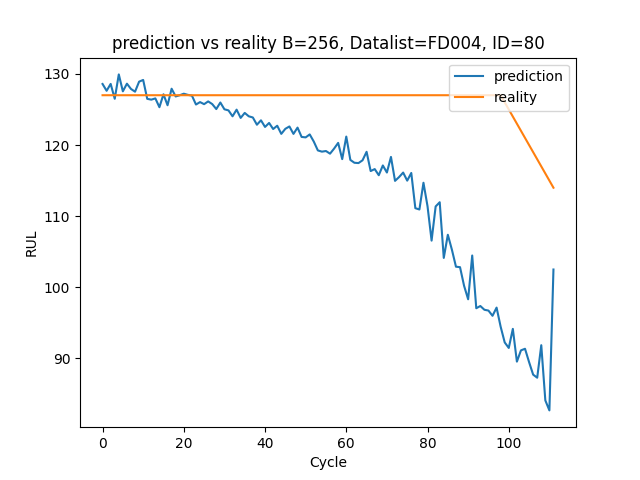 prediction vs reality B=256, Datalist=FD004, ID=80
prediction
reality
130
120
110
100
90
RUL
0 20 40 60 80 100
Cycle